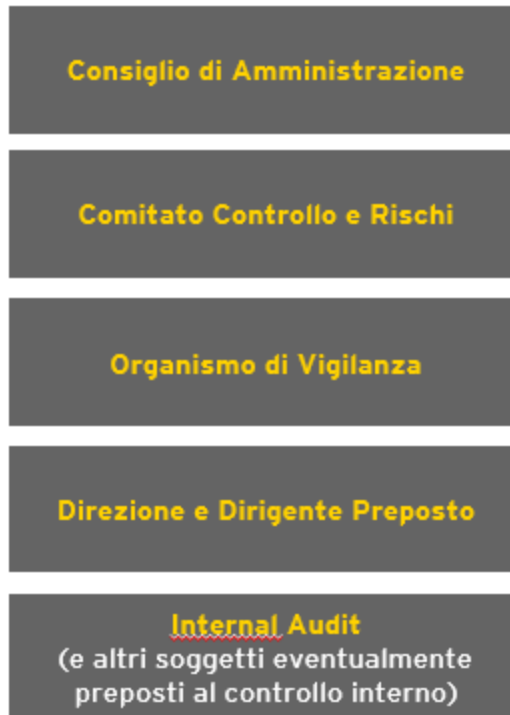 Consiglio di Amministrazione
Comitato Controllo e Rischi
Organismo di Vigilanza
Direzione e Dirigente Preposto
Internal Audit
(e altri soggetti eventualmente
preposti al controllo interno)